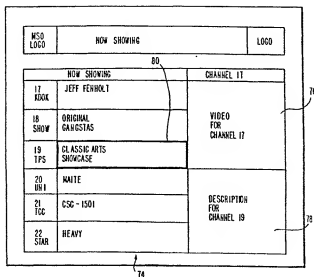 MSO
LOGO
NOW SHOWING
LOGO
80
NOW SHOWING
CHANNEL 17
17
KDOK
JEFF FENHOLT
18
SHOW
ORIGINAL
GANGSTAS
19
TPS
CLASSIC ARTS
SHOWCASE
20
UNI
MAITE
21
TCC
CSC-1501
22
STAR
HEAVY
VIDEO
FOR
CHANNEL 17
76
DESCRIPTION
FOR
CHANNEL 19
78
74